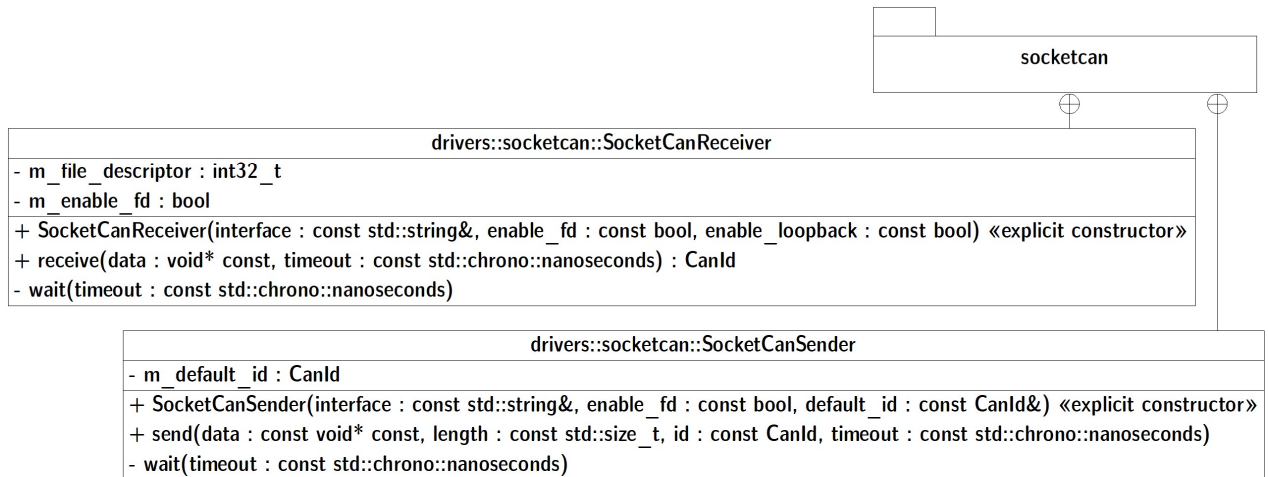 socketcan
drivers::socketcan::SocketCanReceiver
- m_file_descriptor : int32_t
- m_enable_fd : bool
+ SocketCanReceiver(interface : const std::string&, enable_fd : const bool, enable_loopback : const bool) «explicit constructor»
+ receive(data : void* const, timeout : const std::chrono::nanoseconds) : CanId
- wait(timeout : const std::chrono::nanoseconds)
drivers::socketcan::SocketCanSender
- m_default_id : CanId
+ SocketCanSender(interface : const std::string&, enable_fd : const bool, default_id : const CanId&) «explicit constructor»
+ send(data : const void* const, length : const std::size_t, id : const CanId, timeout : const std::chrono::nanoseconds)
- wait(timeout : const std::chrono::nanoseconds)